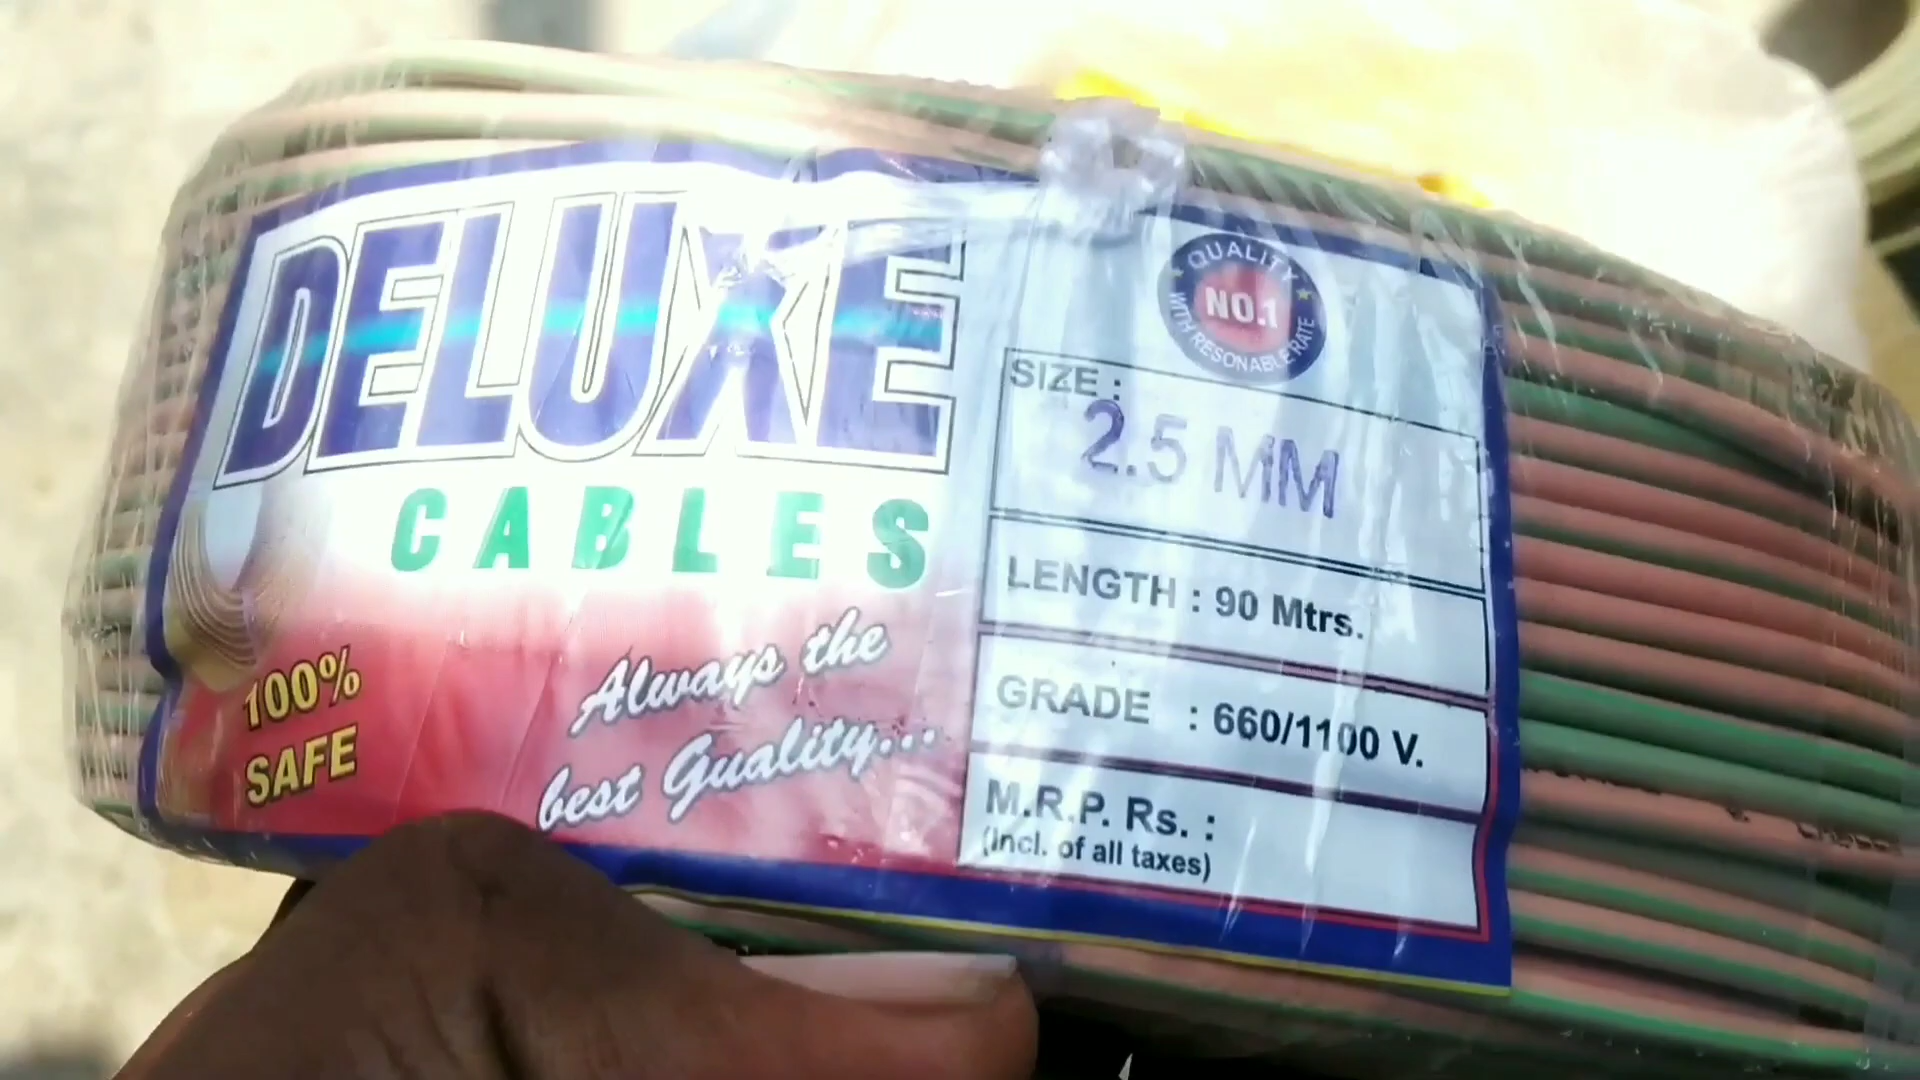 DELUXE
CABLES
100%
SAFE
Always the
best Quality...
QUALITY
NO.1
WITH RESONABLE RATE
SIZE :
2.5 MM
LENGTH : 90 Mtrs.
GRADE : 660/1100 V.
M.R.P. Rs. :
(Incl. of all taxes)